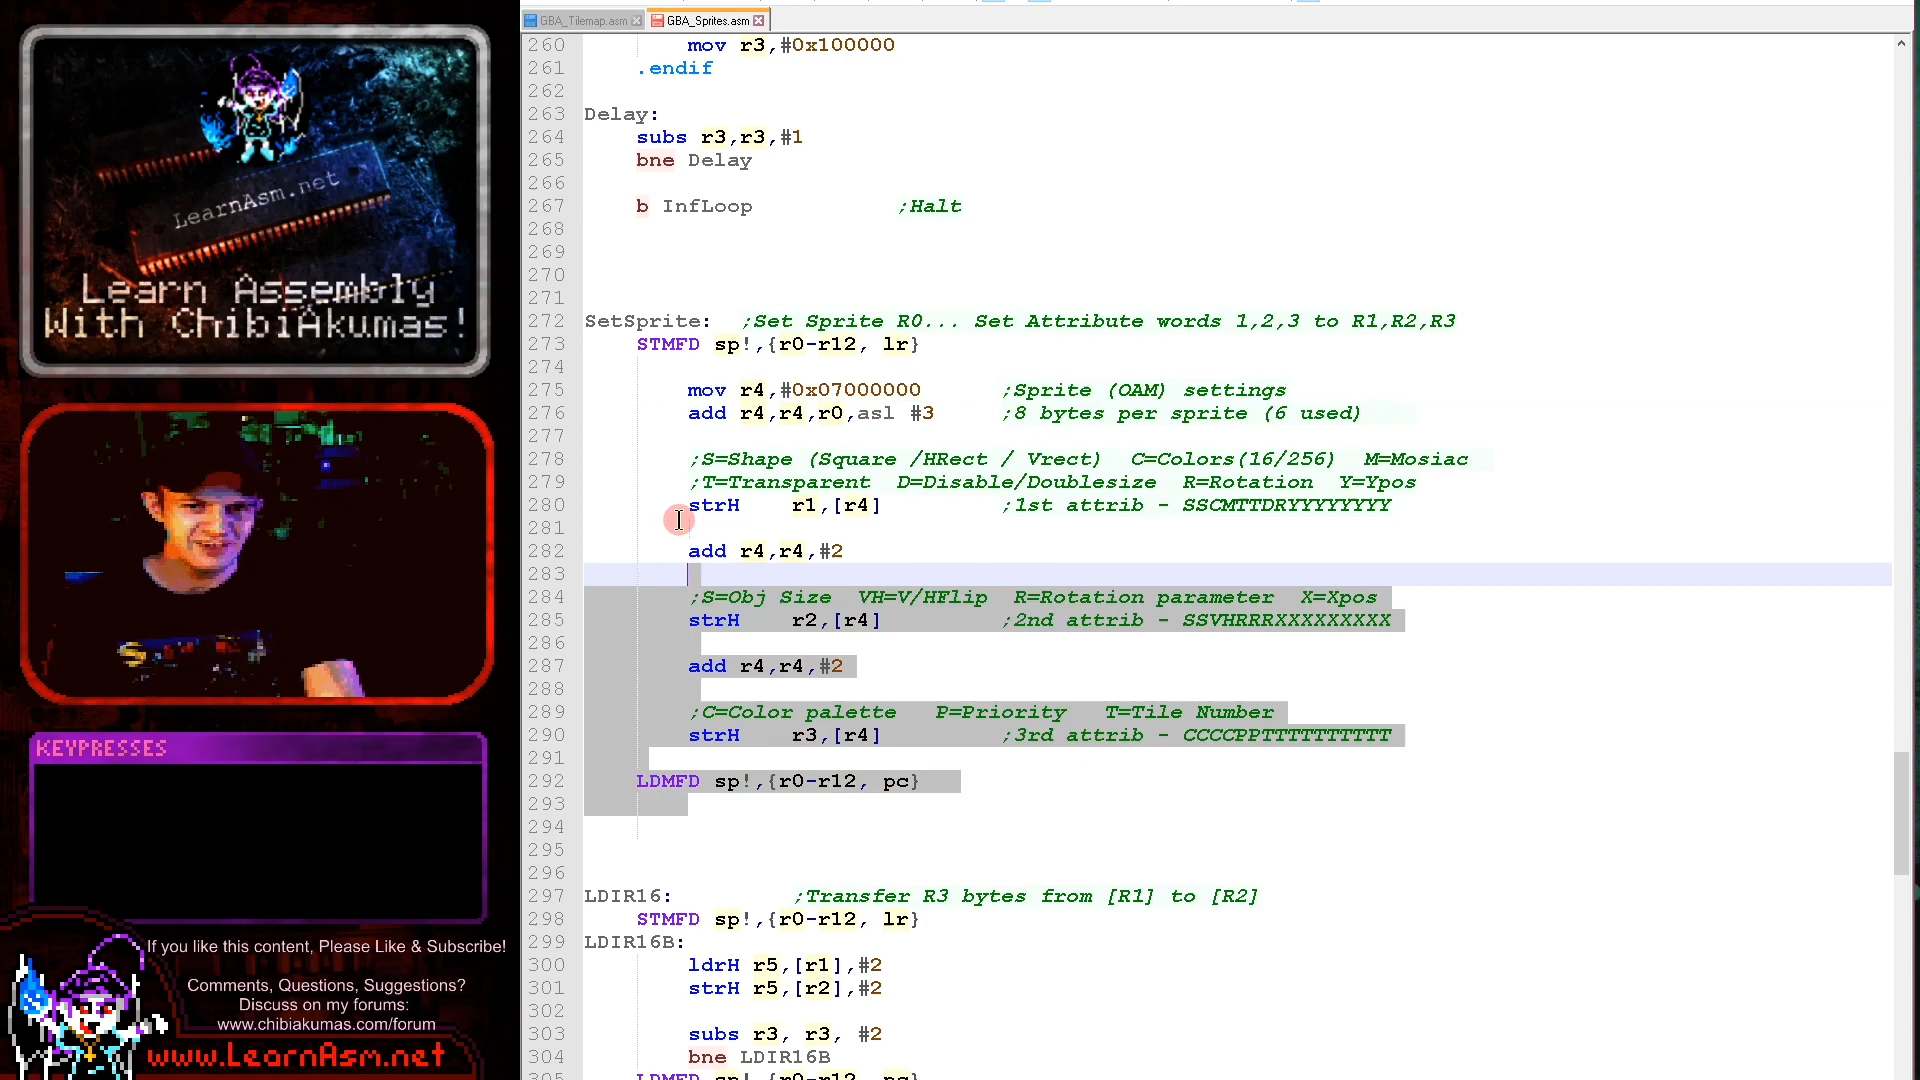 GBA_Tilemap.asm
GBA_Sprites.asm
260 mov r3,#0x100000
261 .endif
262
263 Delay:
264 subs r3,r3,#1
265 bne Delay
266
267 b InfLoop ;Halt
268
269
270
271
272 SetSprite: ;Set Sprite R0... Set Attribute words 1,2,3 to R1,R2,R3
273 STMFD sp!,{r0-r12, lr}
274
275 mov r4,#0x07000000 ;Sprite (OAM) settings
276 add r4,r4,r0,asl #3 ;8 bytes per sprite (6 used)
277
278 ;S=Shape (Square /HRect / Vrect) C=Colors(16/256) M=Mosiac
279 ;T=Transparent D=Disable/Doublesize R=Rotation Y=Ypos
280 strH r1,[r4] ;1st attrib - SSCMTTDRYYYYYYYY
281
282 add r4,r4,#2
283
284 ;S=Obj Size VH=V/HFlip R=Rotation parameter X=Xpos
285 strH r2,[r4] ;2nd attrib - SSVHRRRXXXXXXXXX
286
287 add r4,r4,#2
288
289 ;C=Color palette P=Priority T=Tile Number
290 strH r3,[r4] ;3rd attrib - CCCCPPTTTTTTTTTT
291
292 LDMFD sp!,{r0-r12, pc}
293
294
295
296
297 LDIR16: ;Transfer R3 bytes from [R1] to [R2]
298 STMFD sp!,{r0-r12, lr}
299 LDIR16B:
300 ldrH r5,[r1],#2
301 strH r5,[r2],#2
302
303 subs r3, r3, #2
304 bne LDIR16B
305 LDMFD sp!,{r0-r12, pc}
LearnAsm.net
Learn Assembly
With ChibiAkumas!
KEYPRESSES
If you like this content, Please Like & Subscribe!
Comments, Questions, Suggestions?
Discuss on my forums:
www.chibiakumas.com/forum
www.LearnAsm.net